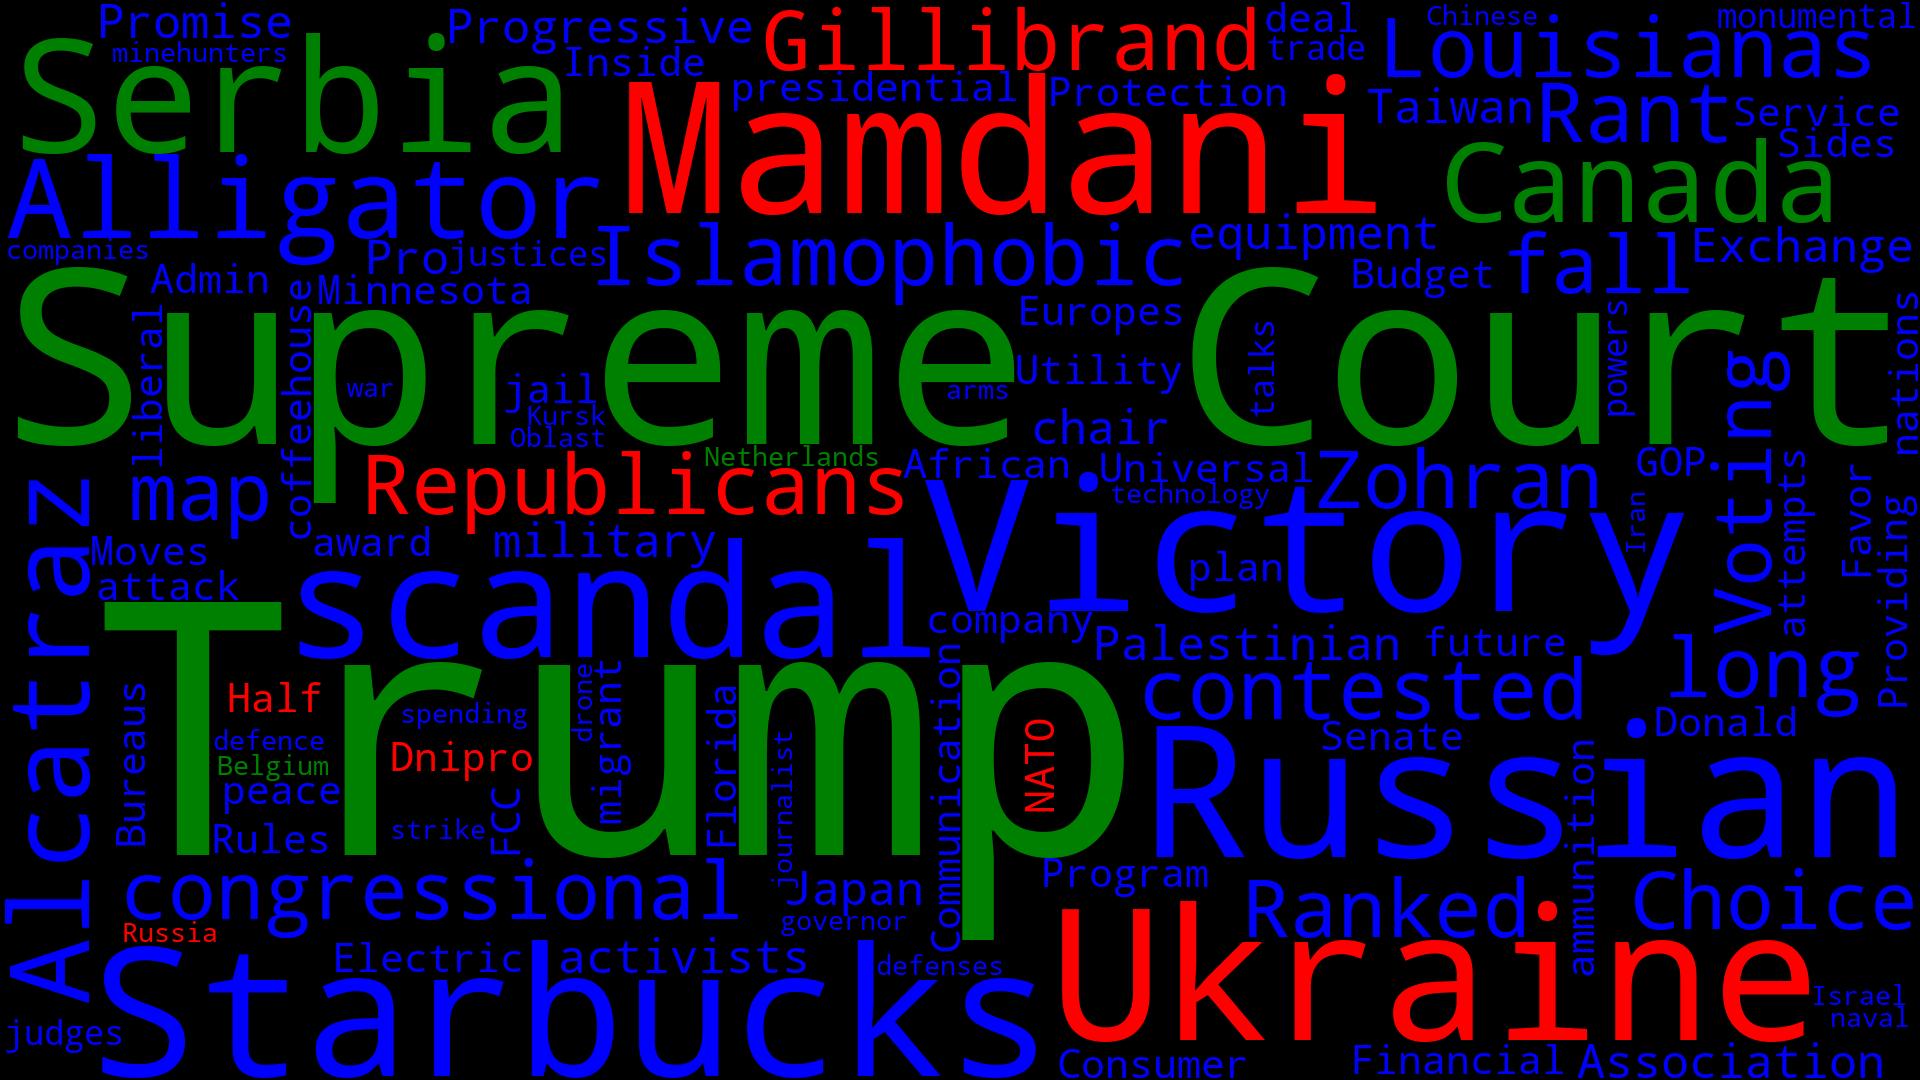 Promise
Progressive
Gillibrand
deal
Chinese
monumental
minehunters
Inside
trade
Louisianas
Serbia
Mamdani
presidential
Protection
Taiwan
Rant
Service
Sides
Alligator
Canada
companies
Pro
justices
Islamophobic
equipment
fall
Exchange
Admin
Minnesota
Budget
Supreme
Court
Europes
coffeehouse
liberal
talks
powers
nations
war
jail
arms
Utility
Kursk
Oblast
chair
Voting
Netherlands
map
Republicans
African
Universal
Zohran
GOP
technology
Victory
Iran
attempts
Favor
Providing
Alcatraz
Moves
award
military
attack
scandal
plan
company
Palestinian
future
Trump
long
contested
Half
spending
drone
migrant
Florida
Communication
NATO
Donald
Bureaus
defence
Dnipro
Senate
Belgium
peace
journalist
Russian
Rules
strike
FCC
ammunition
congressional
Japan
Program
Ranked
Choice
governor
Russia
Ukraine
Electric
activists
defenses
Starbucks
Israel
naval
judges
Consumer
Financial
Association